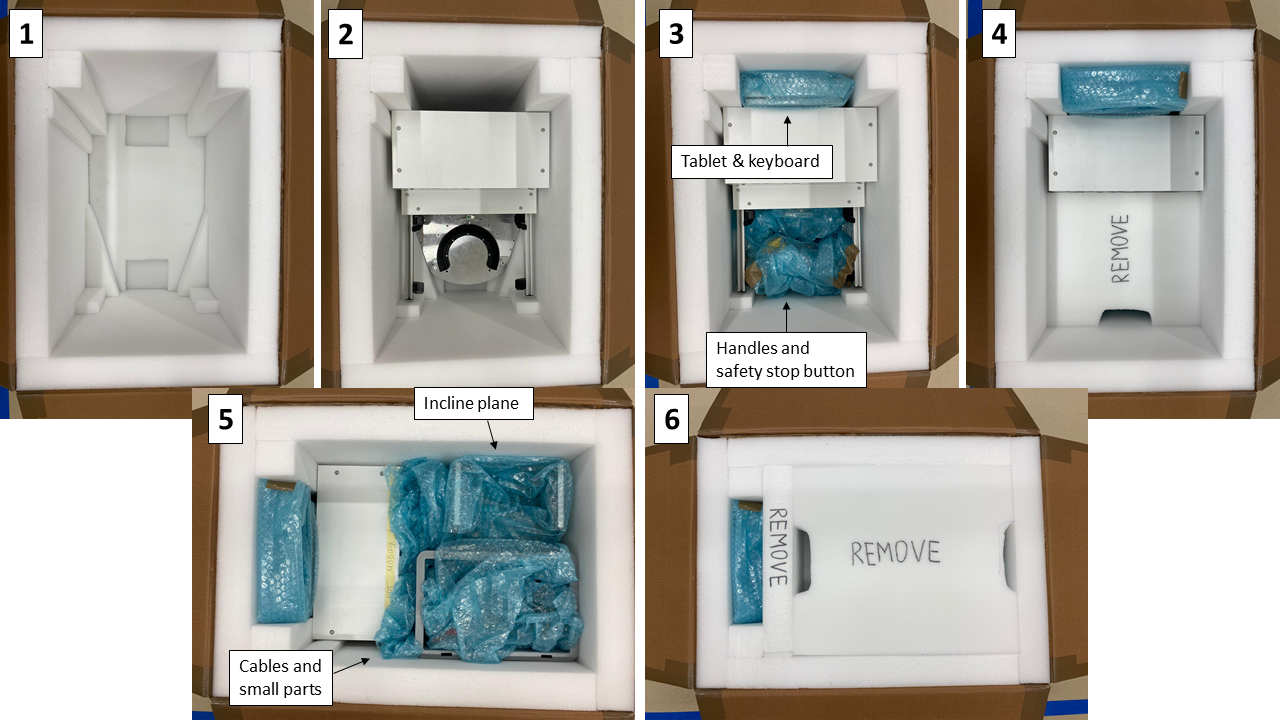 1
2
3
Tablet & keyboard
Handles and
safety stop button
4
REMOVE
5
Incline plane
Cables and
small parts
6
REMOVE
REMOVE